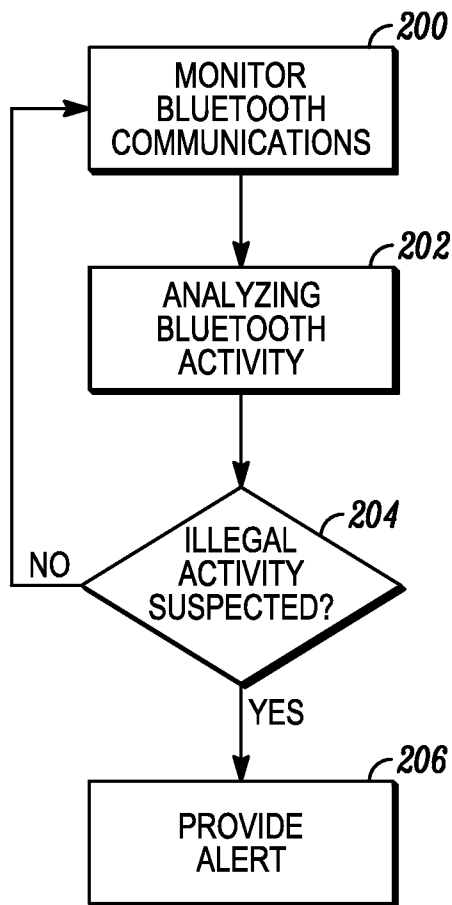 200
MONITOR
BLUETOOTH
COMMUNICATIONS
202
ANALYZING
BLUETOOTH
ACTIVITY
204
ILLEGAL
ACTIVITY
SUSPECTED?
NO
YES
206
PROVIDE
ALERT